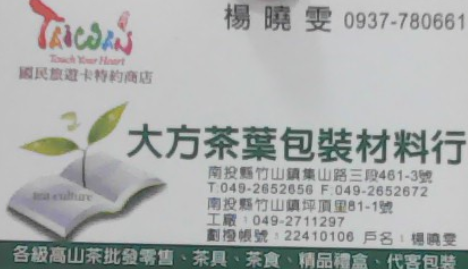 TAIWAN
Touch Your Heart
國民旅遊卡特約商店
楊曉雯 0937-780661
tea culture
大方茶葉包裝材料行
南投縣竹山鎮集山路三段461-3號
T:049-2652656 F:049-2652672
南投縣竹山鎮坪頂里81-1號
工廠:049-2711297
劃撥帳號:22410106 戶名:楊曉雯
各級高山茶批發零售、茶具、茶食、精品禮盒、代客包裝